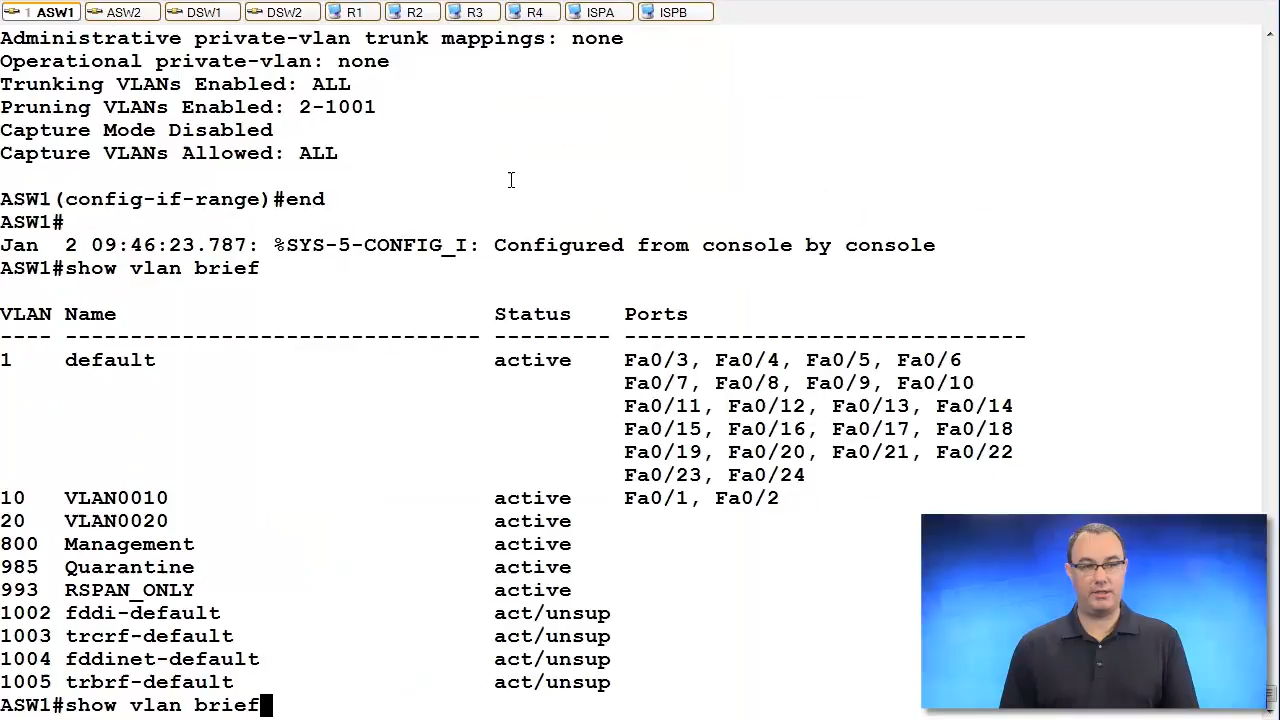 1 ASW1 ASW2 DSW1 DSW2 R1 R2 R3 R4 ISPA ISPB
Administrative private-vlan trunk mappings: none
Operational private-vlan: none
Trunking VLANs Enabled: ALL
Pruning VLANs Enabled: 2-1001
Capture Mode Disabled
Capture VLANs Allowed: ALL
ASW1(config-if-range)#end
ASW1#
Jan  2 09:46:23.787: %SYS-5-CONFIG_I: Configured from console by console
ASW1#show vlan brief
VLAN Name                             Status    Ports
---- -------------------------------- --------- -------------------------------
1    default                          active    Fa0/3, Fa0/4, Fa0/5, Fa0/6
                                                Fa0/7, Fa0/8, Fa0/9, Fa0/10
                                                Fa0/11, Fa0/12, Fa0/13, Fa0/14
                                                Fa0/15, Fa0/16, Fa0/17, Fa0/18
                                                Fa0/19, Fa0/20, Fa0/21, Fa0/22
                                                Fa0/23, Fa0/24
10   VLAN0010                         active    Fa0/1, Fa0/2
20   VLAN0020                         active
800  Management                       active
985  Quarantine                       active
993  RSPAN_ONLY                       active
1002 fddi-default                     act/unsup
1003 trcrf-default                    act/unsup
1004 fddinet-default                  act/unsup
1005 trbrf-default                    act/unsup
ASW1#show vlan brief